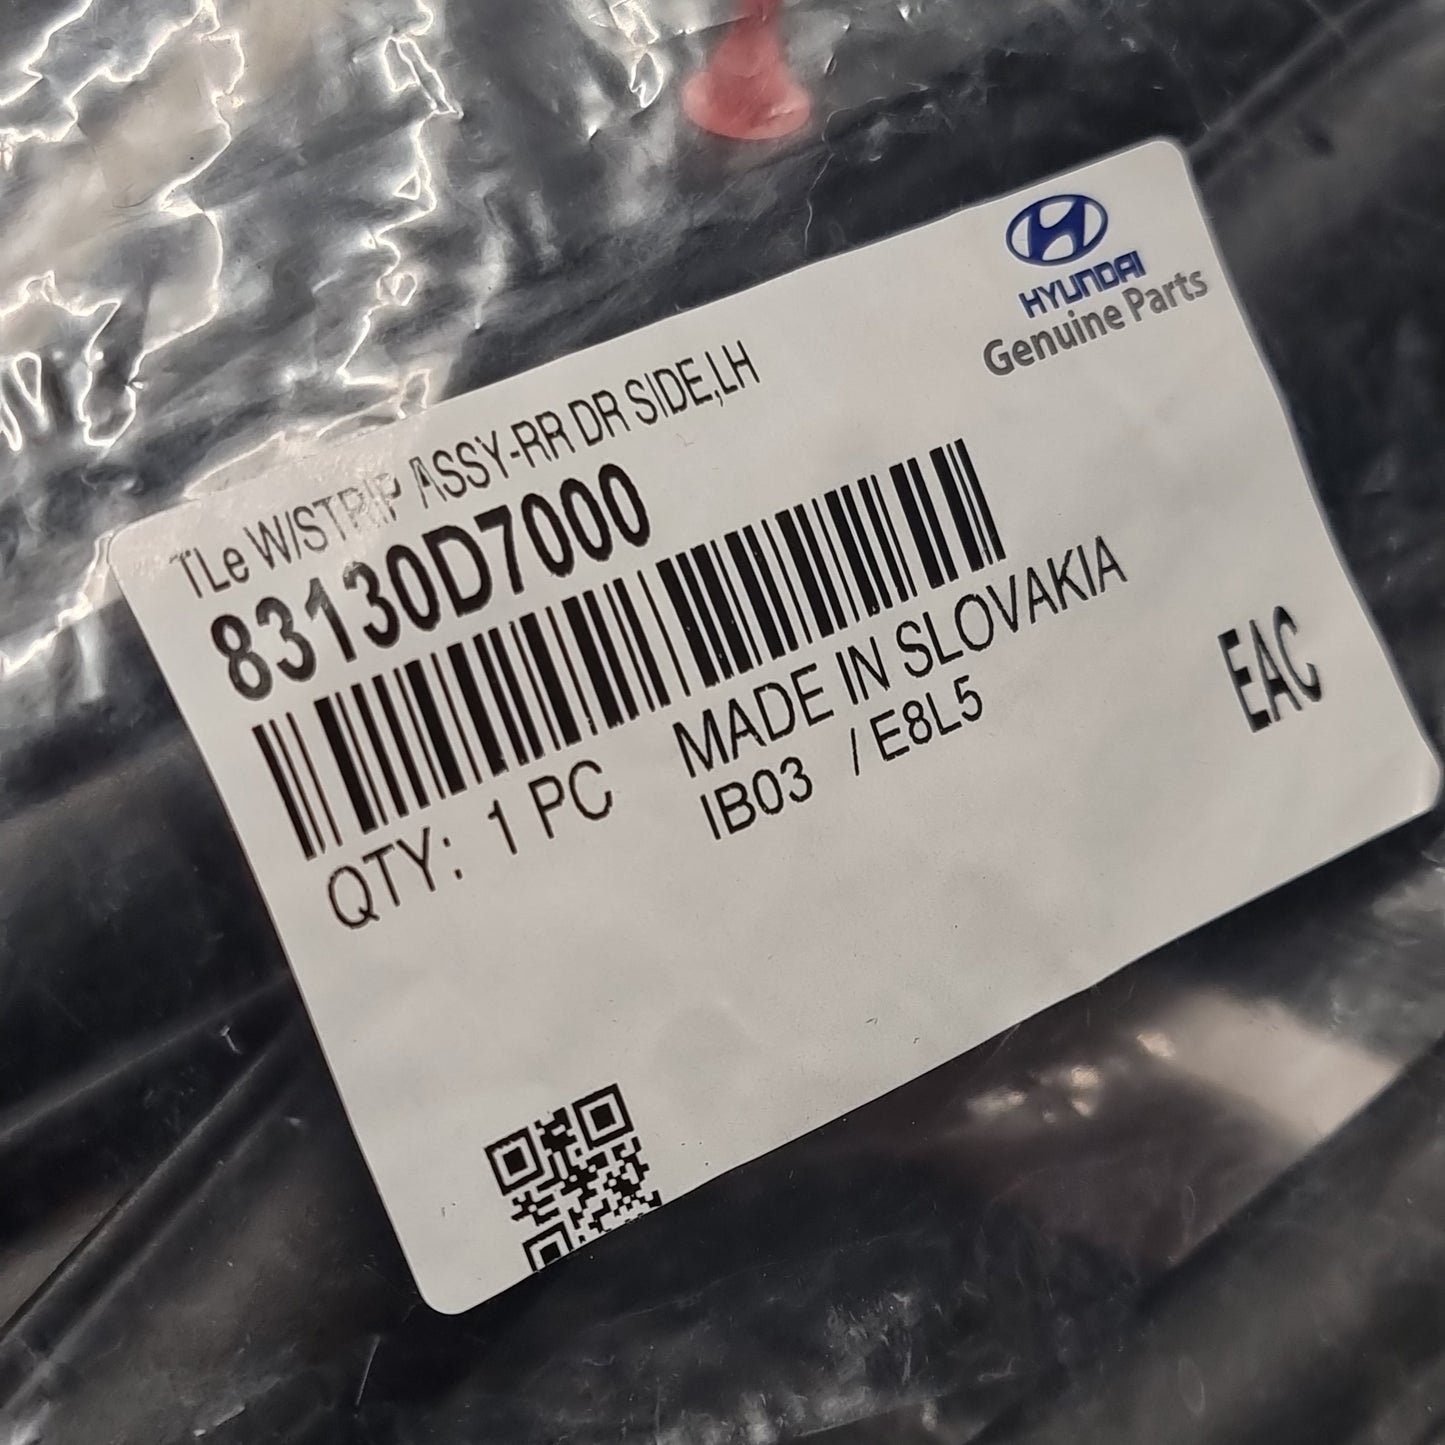 HYUNDAI
Genuine Parts
TLe W/STRIP ASSY-RR DR SIDE,LH
83130D7000
QTY: 1 PC
MADE IN SLOVAKIA
IB03 / E8L5
EAC